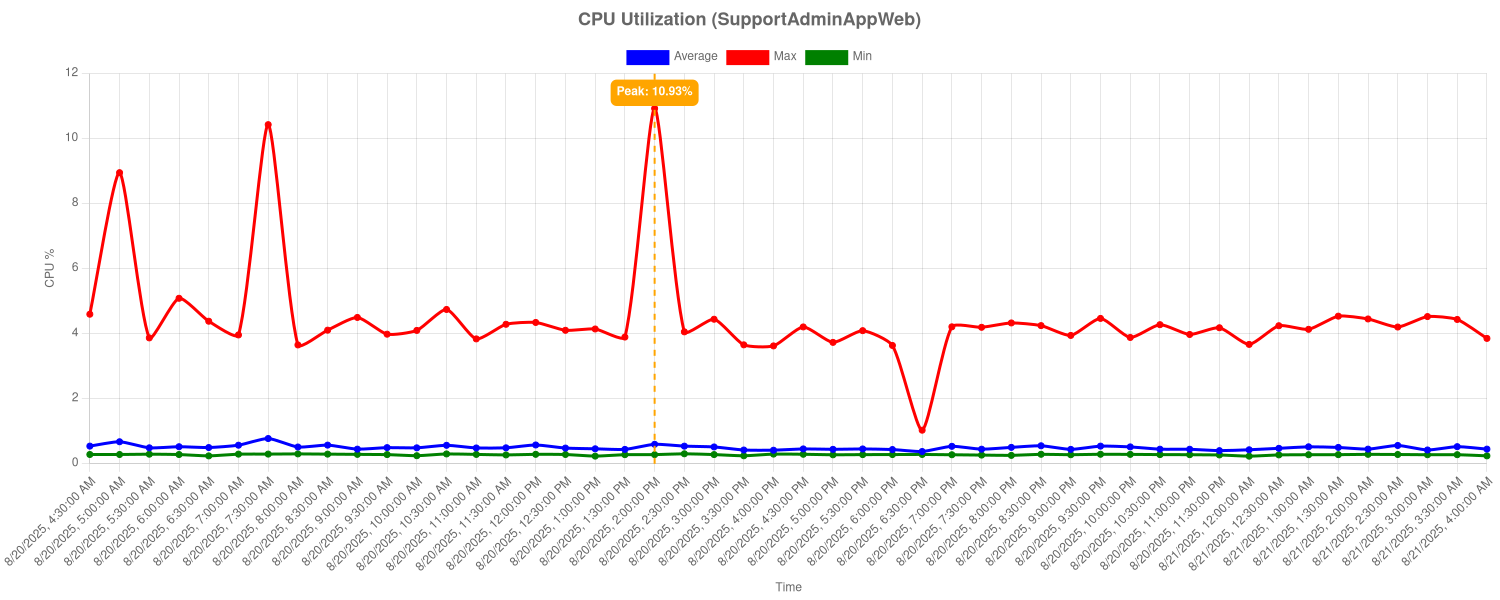 CPU Utilization (SupportAdminAppWeb)
Average Max Min
12
Peak: 10.93%
10
8
6
CPU %
4
2
0
8/20/2025, 4:30:00 AM
8/20/2025, 5:00:00 AM
8/20/2025, 5:30:00 AM
8/20/2025, 6:00:00 AM
8/20/2025, 6:30:00 AM
8/20/2025, 7:00:00 AM
8/20/2025, 7:30:00 AM
8/20/2025, 8:00:00 AM
8/20/2025, 8:30:00 AM
8/20/2025, 9:00:00 AM
8/20/2025, 9:30:00 AM
8/20/2025, 10:00:00 AM
8/20/2025, 10:30:00 AM
8/20/2025, 11:00:00 AM
8/20/2025, 11:30:00 AM
8/20/2025, 12:00:00 PM
8/20/2025, 12:30:00 PM
8/20/2025, 1:00:00 PM
8/20/2025, 1:30:00 PM
8/20/2025, 2:00:00 PM
8/20/2025, 2:30:00 PM
8/20/2025, 3:00:00 PM
8/20/2025, 3:30:00 PM
8/20/2025, 4:00:00 PM
8/20/2025, 4:30:00 PM
8/20/2025, 5:00:00 PM
8/20/2025, 5:30:00 PM
8/20/2025, 6:00:00 PM
8/20/2025, 6:30:00 PM
8/20/2025, 7:00:00 PM
8/20/2025, 7:30:00 PM
8/20/2025, 8:00:00 PM
8/20/2025, 8:30:00 PM
8/20/2025, 9:00:00 PM
8/20/2025, 9:30:00 PM
8/20/2025, 10:00:00 PM
8/20/2025, 10:30:00 PM
8/20/2025, 11:00:00 PM
8/20/2025, 11:30:00 PM
8/21/2025, 12:00:00 AM
8/21/2025, 12:30:00 AM
8/21/2025, 1:00:00 AM
8/21/2025, 1:30:00 AM
8/21/2025, 2:00:00 AM
8/21/2025, 2:30:00 AM
8/21/2025, 3:00:00 AM
8/21/2025, 3:30:00 AM
8/21/2025, 4:00:00 AM
Time